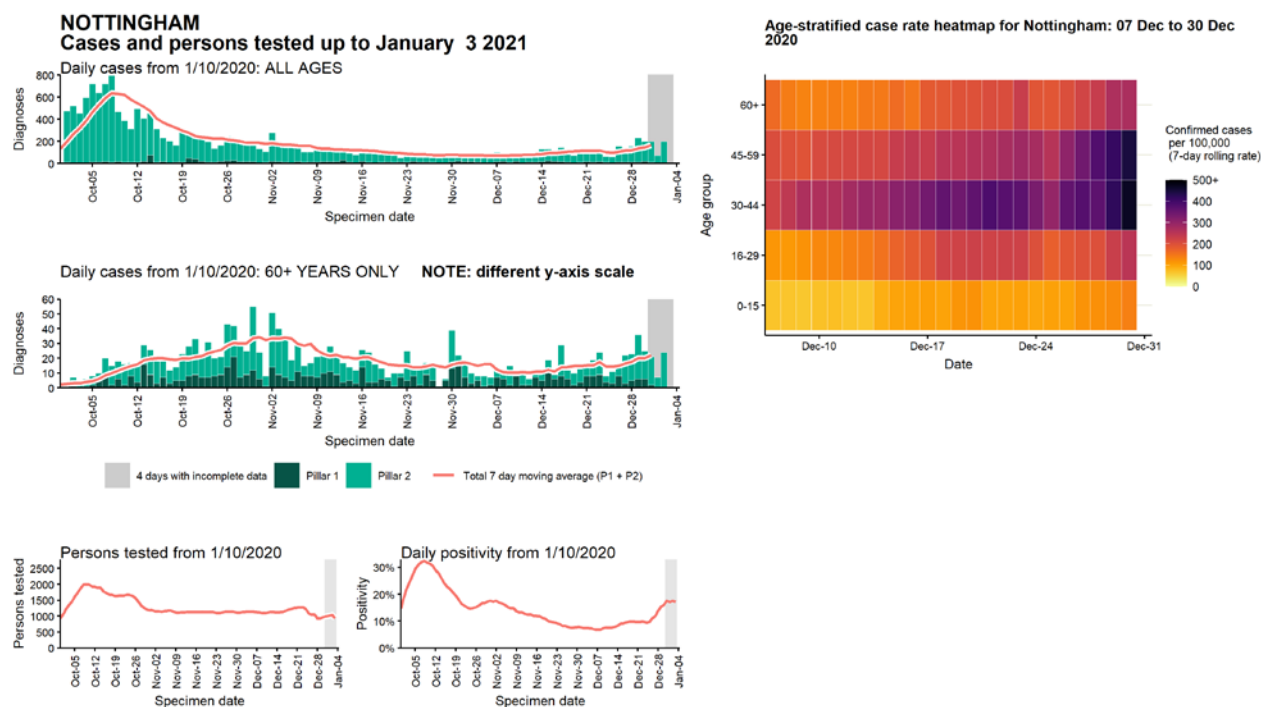 NOTTINGHAM
Cases and persons tested up to January 3 2021
Daily cases from 1/10/2020: ALL AGES
Diagnoses
800
600
400
200
0
Oct-05
Oct-12
Oct-19
Oct-26
Nov-02
Nov-09
Nov-16
Nov-23
Nov-30
Dec-07
Dec-14
Dec-21
Dec-28
Jan-04
Specimen date
Daily cases from 1/10/2020: 60+ YEARS ONLY NOTE: different y-axis scale
Diagnoses
60
50
40
30
20
10
0
Oct-05
Oct-12
Oct-19
Oct-26
Nov-02
Nov-09
Nov-16
Nov-23
Nov-30
Dec-07
Dec-14
Dec-21
Dec-28
Jan-04
Specimen date
4 days with incomplete data
Pillar 1
Pillar 2
Total 7 day moving average (P1 + P2)
Persons tested from 1/10/2020
Persons tested
2500
2000
1500
1000
500
0
Oct-05
Oct-12
Oct-19
Oct-26
Nov-02
Nov-09
Nov-16
Nov-23
Nov-30
Dec-07
Dec-14
Dec-21
Dec-28
Jan-04
Specimen date
Daily positivity from 1/10/2020
Positivity
30%
20%
10%
0%
Oct-05
Oct-12
Oct-19
Oct-26
Nov-02
Nov-09
Nov-16
Nov-23
Nov-30
Dec-07
Dec-14
Dec-21
Dec-28
Jan-04
Specimen date
Age-stratified case rate heatmap for Nottingham: 07 Dec to 30 Dec
2020
Age group
60+
45-59
30-44
16-29
0-15
Dec-10
Dec-17
Dec-24
Dec-31
Date
Confirmed cases
per 100,000
(7-day rolling rate)
500+
400
300
200
100
0